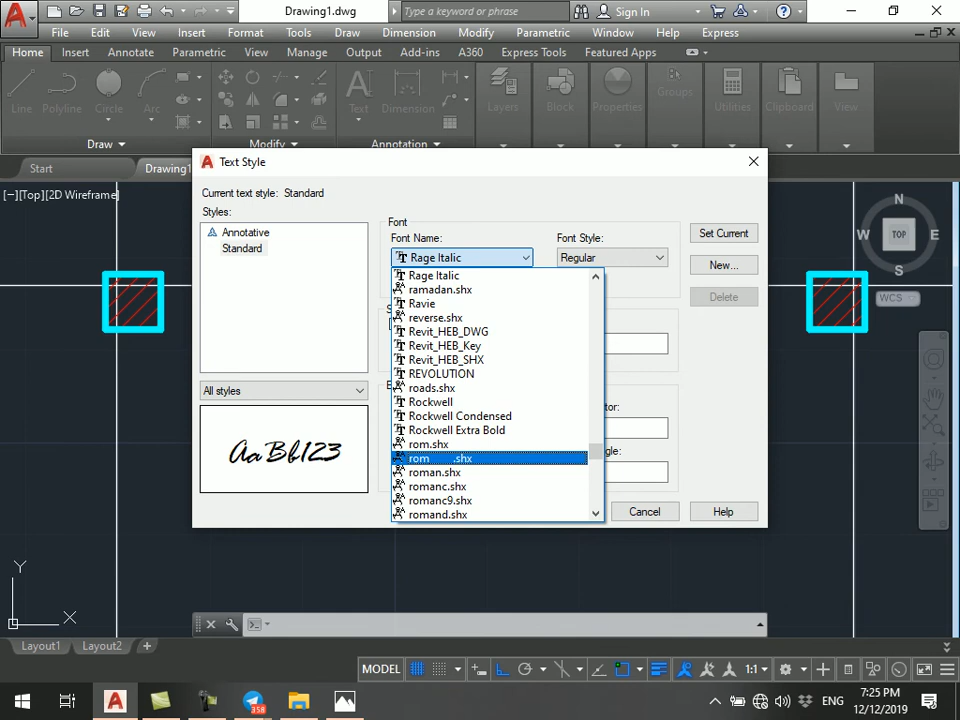 Drawing1.dwg
Type a keyword or phrase
Sign In
File Edit View Insert Format Tools Draw Dimension Modify Parametric Window Help Express
Home Insert Annotate Parametric View Manage Output Add-ins A360 Express Tools Featured Apps
Line Polyline Circle Arc Text Dimension Layers Block Properties Groups Utilities Clipboard View
Draw Modify Annotation
Start Drawing1
[−][Top][2D Wireframe]
Text Style
Current text style: Standard
Styles:
Annotative
Standard
All styles
AaBb123
Font
Font Name:
Rage Italic
Font Style:
Regular
Set Current
New...
Delete
Rage Italic
ramadan.shx
Ravie
reverse.shx
Revit_HEB_DWG
Revit_HEB_Key
Revit_HEB_SHX
REVOLUTION
roads.shx
Rockwell
Rockwell Condensed
Rockwell Extra Bold
rom.shx
rom .shx
roman.shx
romanc.shx
romanc9.shx
romand.shx
Cancel
Help
N
W TOP E
S
WCS
Y
X
Layout1 Layout2 +
MODEL
1:1
358
ENG
7:25 PM
12/12/2019